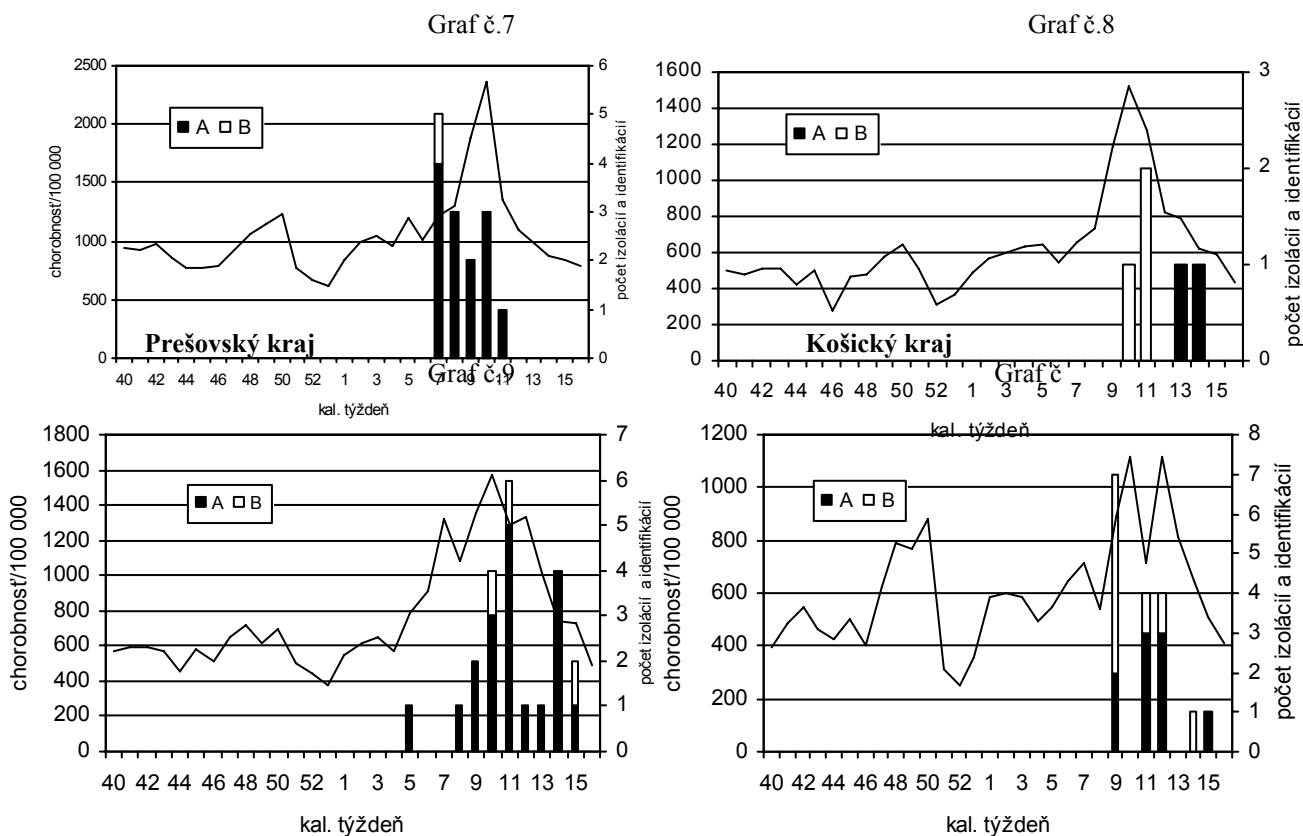 Graf č.7
Graf č.8
chorobnosť/100 000
2500
2000
1500
1000
500
0
A B
6
5
4
3
2
1
0
počet izolácií a identifikácií
Prešovský kraj
40 42 44 46 48 50 52 1 3 5 7 9 11 13 15
kal. týždeň
1600
1400
1200
1000
800
600
400
200
0
A B
3
2
1
0
počet izolácií a identifikácií
Košický kraj
40 42 44 46 48 50 52 1 3 5 7 9 11 13 15
kal. týždeň
Graf č.9
Graf č
chorobnosť/100 000
1800
1600
1400
1200
1000
800
600
400
200
0
A B
7
6
5
4
3
2
1
0
počet izolácií a identifikácií
40 42 44 46 48 50 52 1 3 5 7 9 11 13 15
kal. týždeň
chorobnosť/100 000
1200
1000
800
600
400
200
0
A B
8
7
6
5
4
3
2
1
0
počet izolácií a identifikácií
40 42 44 46 48 50 52 1 3 5 7 9 11 13 15
kal. týždeň